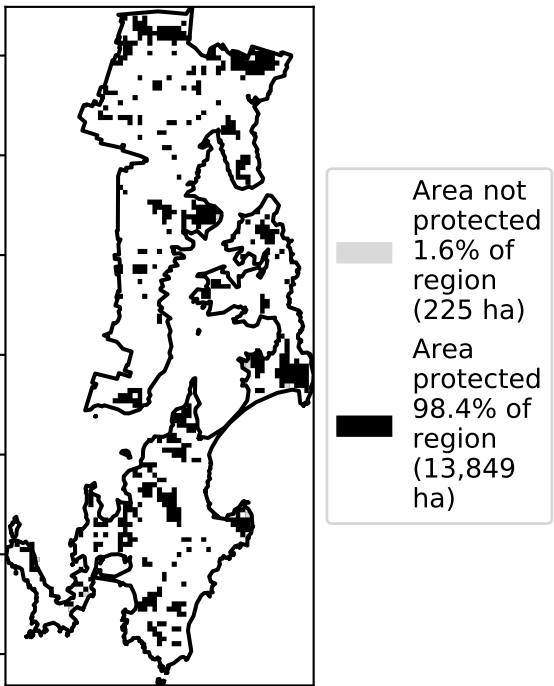 Area not
protected
1.6% of
region
(225 ha)
Area
protected
98.4% of
region
(13,849
ha)